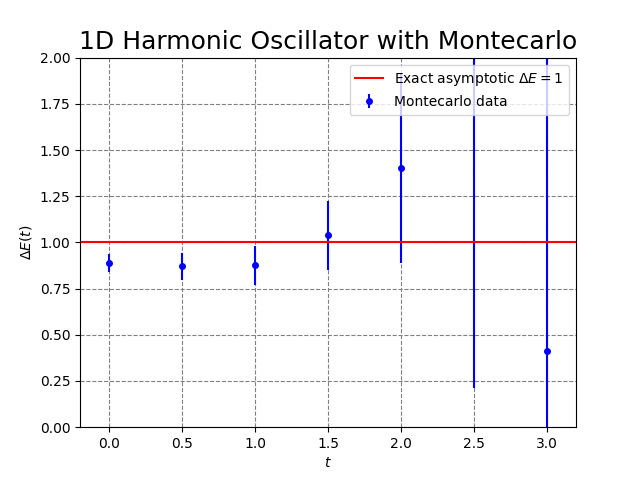 1D Harmonic Oscillator with Montecarlo
2.00
1.75
1.50
1.25
1.00
0.75
0.50
0.25
0.00
ΔE(t)
Exact asymptotic ΔE = 1
Montecarlo data
0.0 0.5 1.0 1.5 2.0 2.5 3.0
t